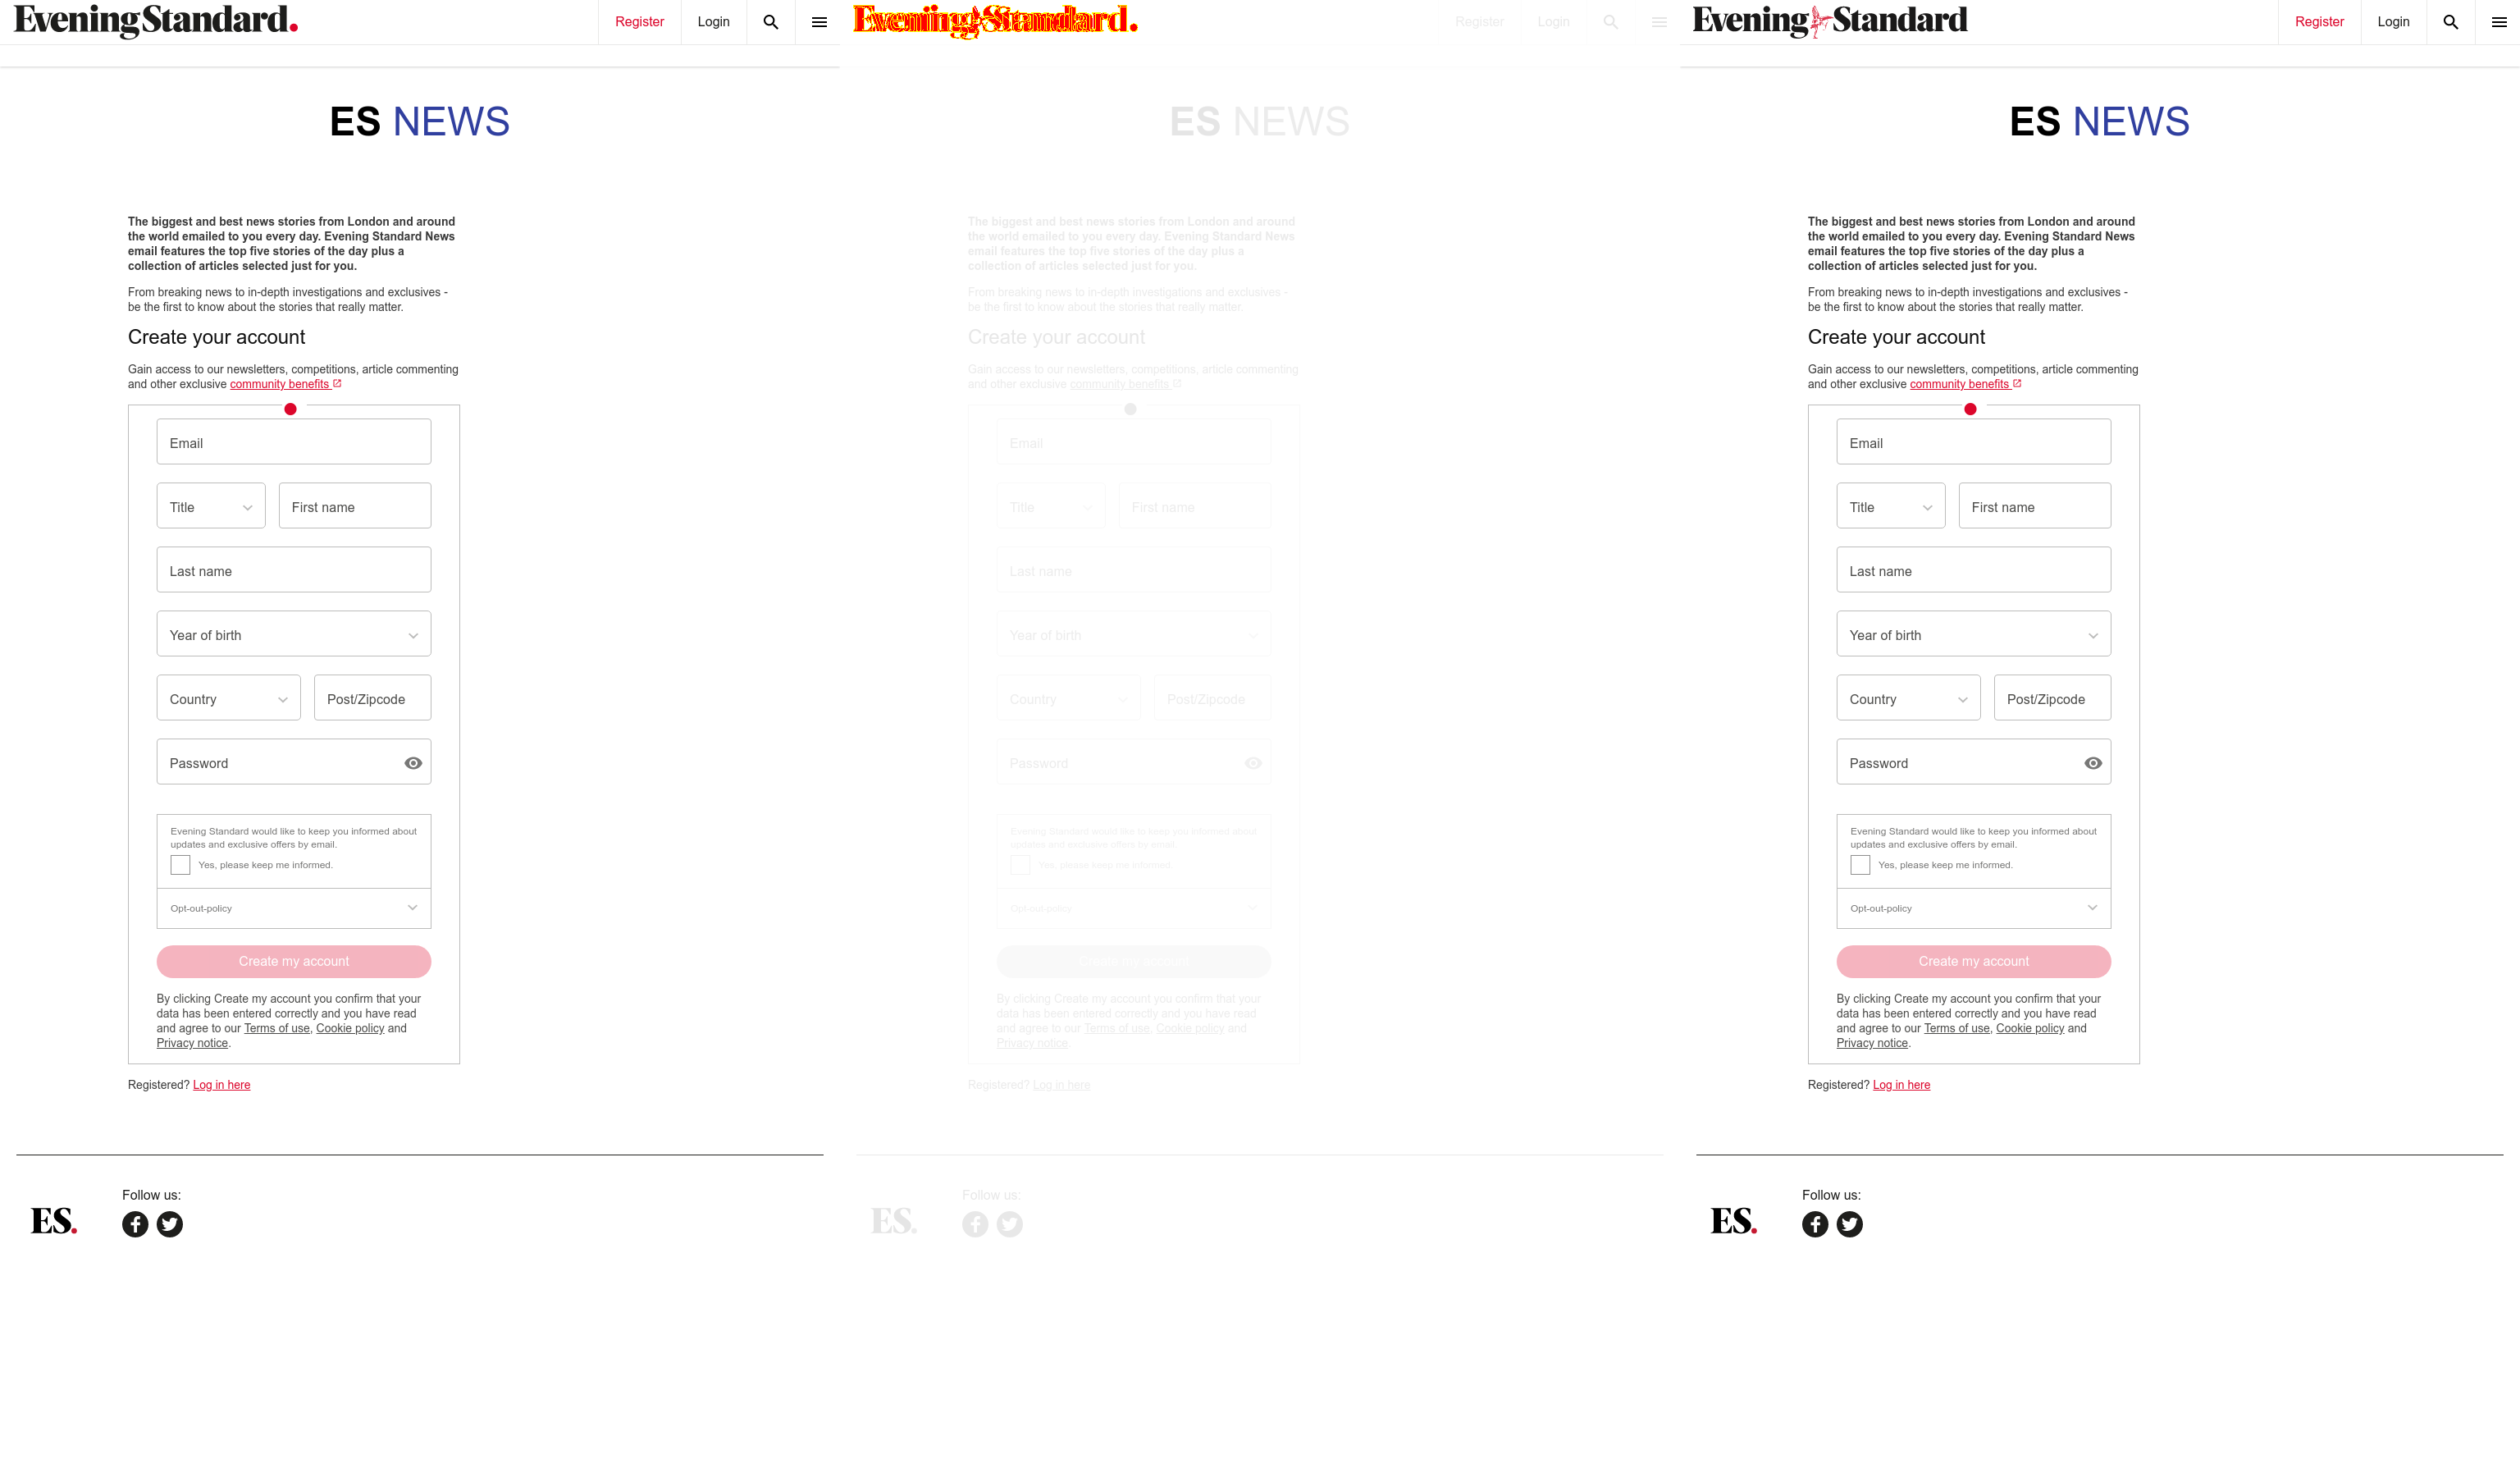 Evening Standard.
Register
Login
ES NEWS
The biggest and best news stories from London and around
the world emailed to you every day. Evening Standard News
email features the top five stories of the day plus a
collection of articles selected just for you.
From breaking news to in-depth investigations and exclusives -
be the first to know about the stories that really matter.
Create your account
Gain access to our newsletters, competitions, article commenting
and other exclusive community benefits
Email
Title
First name
Last name
Year of birth
Country
Post/Zipcode
Password
Evening Standard would like to keep you informed about
updates and exclusive offers by email.
Yes, please keep me informed.
Opt-out-policy
Create my account
By clicking Create my account you confirm that your
data has been entered correctly and you have read
and agree to our Terms of use, Cookie policy and
Privacy notice.
Registered? Log in here
Follow us:
ES.
Evening Standard.
Register
Login
ES NEWS
The biggest and best news stories from London and around
the world emailed to you every day. Evening Standard News
email features the top five stories of the day plus a
collection of articles selected just for you.
From breaking news to in-depth investigations and exclusives -
be the first to know about the stories that really matter.
Create your account
Gain access to our newsletters, competitions, article commenting
and other exclusive community benefits
Email
Title
First name
Last name
Year of birth
Country
Post/Zipcode
Password
Evening Standard would like to keep you informed about
updates and exclusive offers by email.
Yes, please keep me informed.
Opt-out-policy
Create my account
By clicking Create my account you confirm that your
data has been entered correctly and you have read
and agree to our Terms of use, Cookie policy and
Privacy notice.
Registered? Log in here
Follow us:
ES.
Evening Standard
Register
Login
ES NEWS
The biggest and best news stories from London and around
the world emailed to you every day. Evening Standard News
email features the top five stories of the day plus a
collection of articles selected just for you.
From breaking news to in-depth investigations and exclusives -
be the first to know about the stories that really matter.
Create your account
Gain access to our newsletters, competitions, article commenting
and other exclusive community benefits
Email
Title
First name
Last name
Year of birth
Country
Post/Zipcode
Password
Evening Standard would like to keep you informed about
updates and exclusive offers by email.
Yes, please keep me informed.
Opt-out-policy
Create my account
By clicking Create my account you confirm that your
data has been entered correctly and you have read
and agree to our Terms of use, Cookie policy and
Privacy notice.
Registered? Log in here
Follow us:
ES.